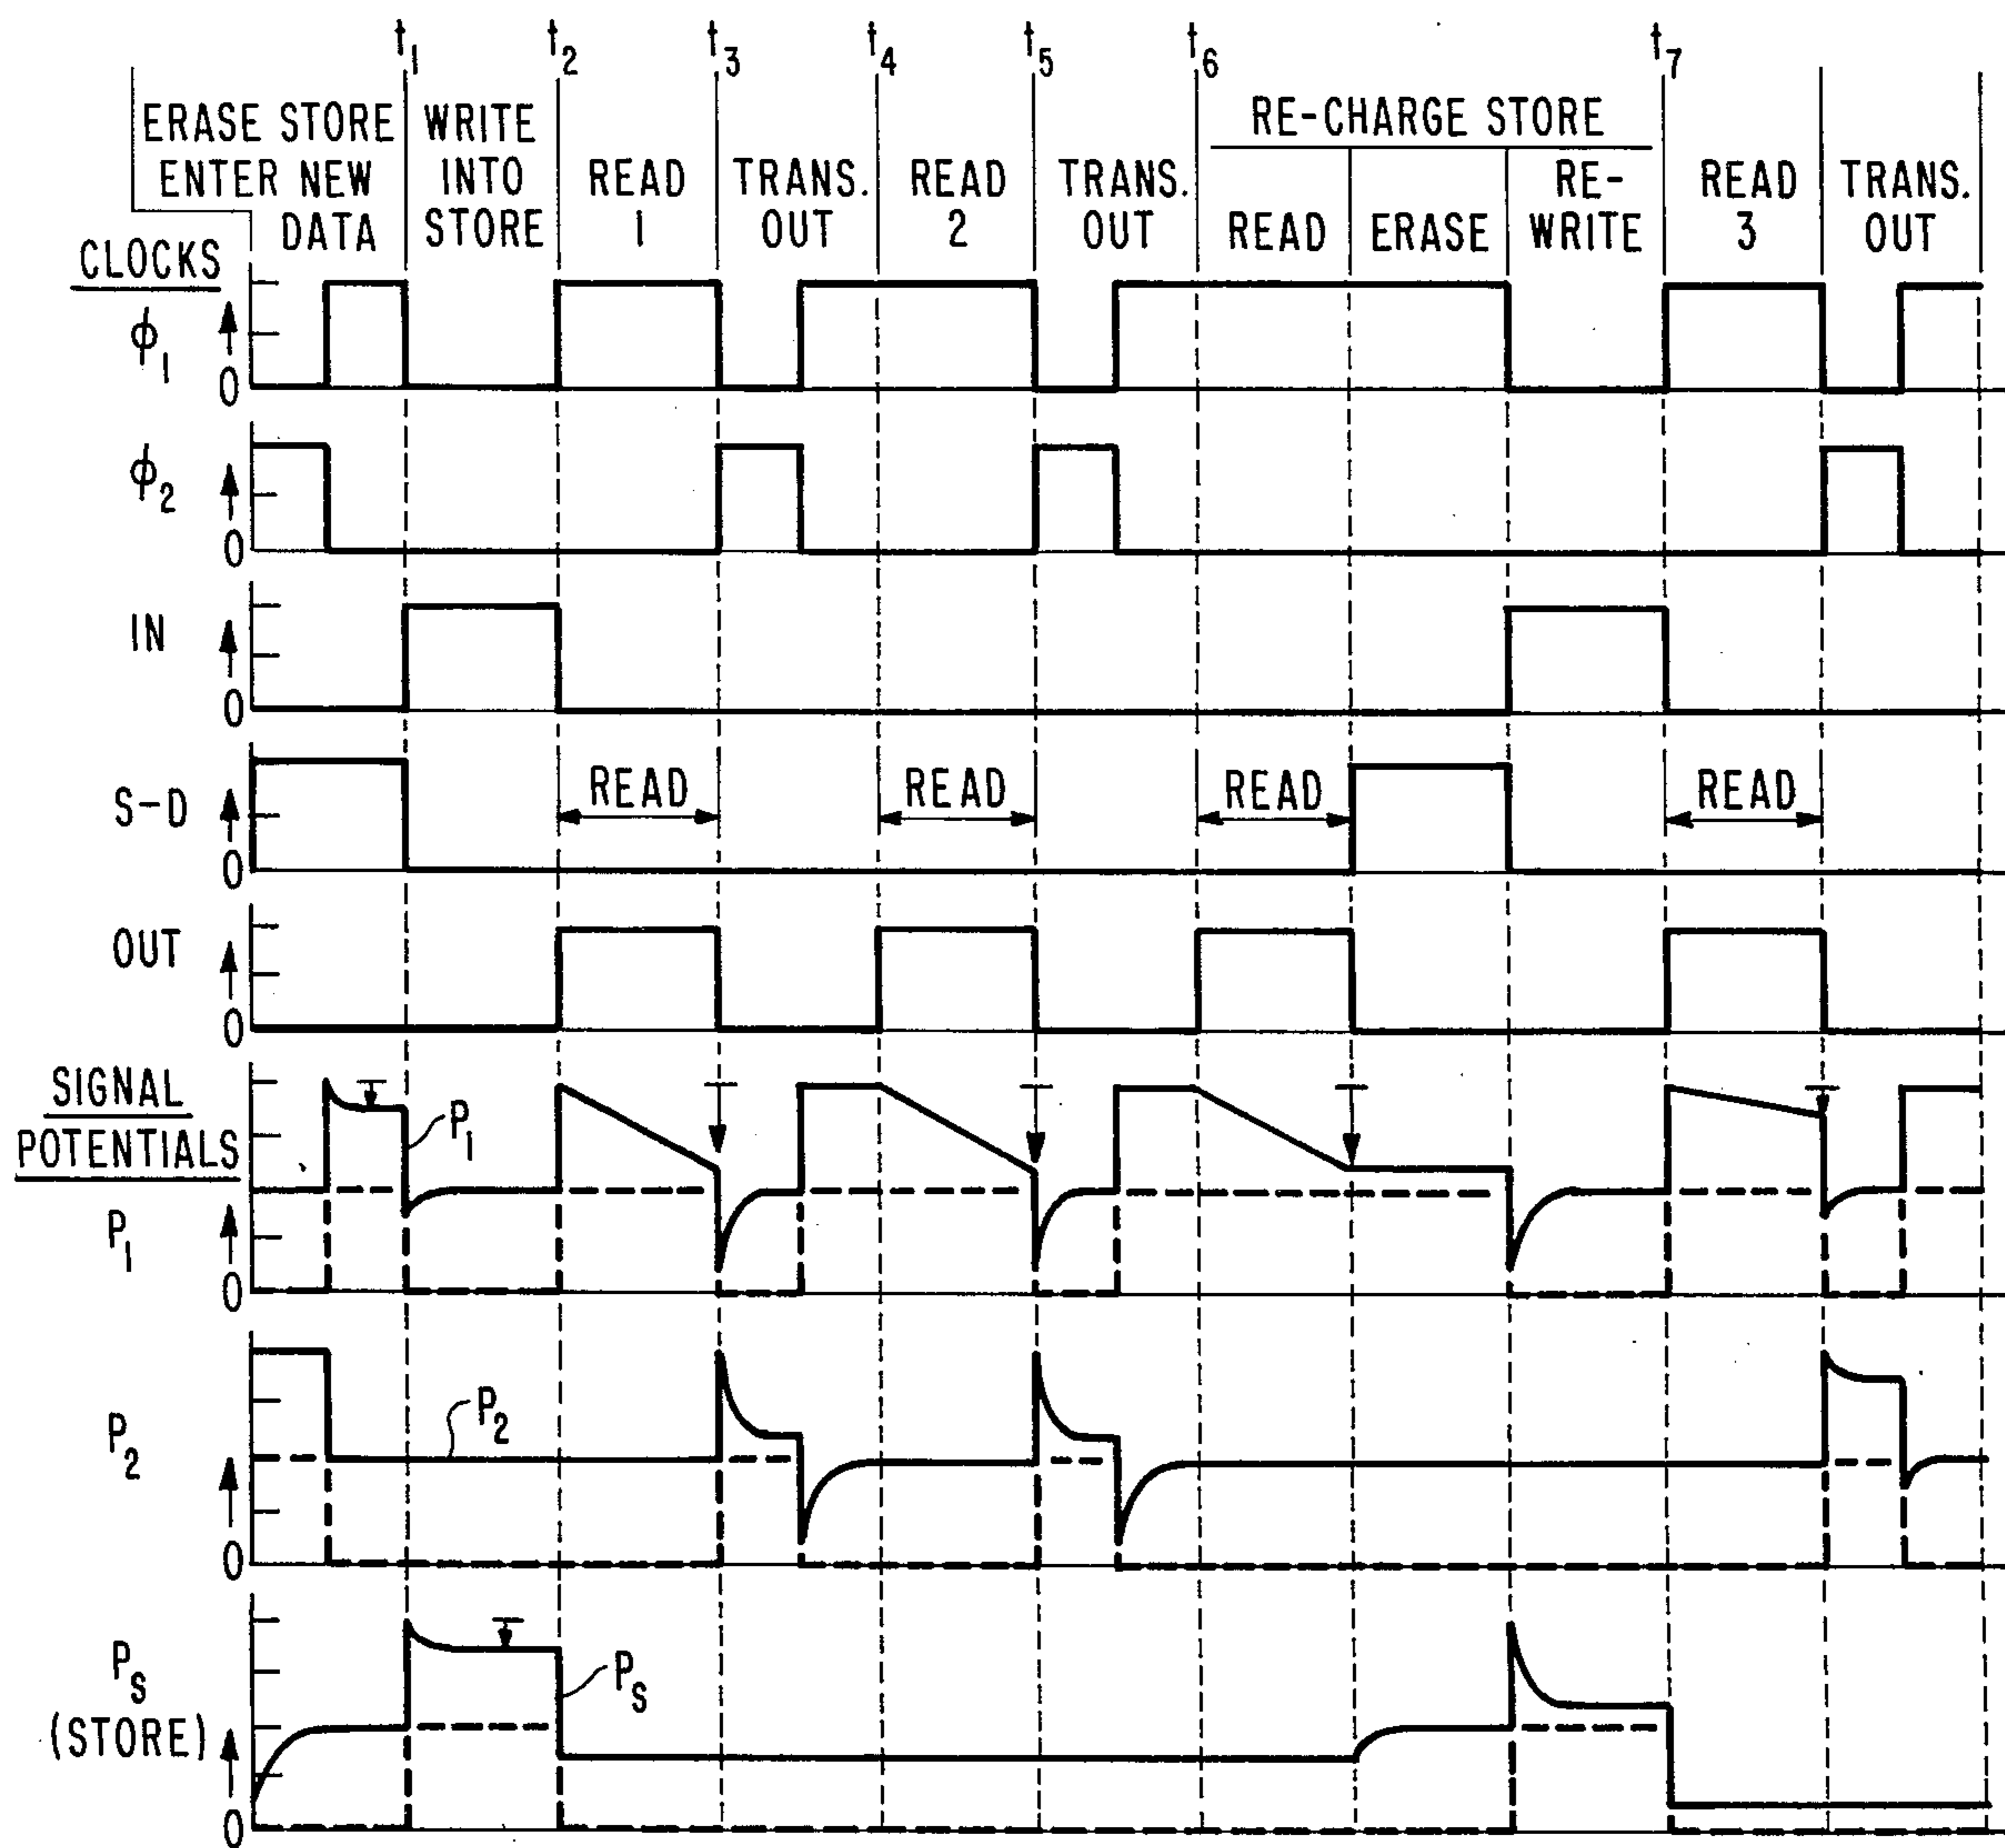 t₁ t₂ t₃ t₄ t₅ t₆ t₇
RE-CHARGE STORE
ERASE STORE
ENTER NEW
DATA
WRITE
INTO
STORE
READ
1
TRANS.
OUT
READ
2
TRANS.
OUT
READ
ERASE
RE-
WRITE
READ
3
TRANS.
OUT
CLOCKS
ϕ₁
0
ϕ₂
0
IN
0
S-D
READ READ READ READ
0
OUT
0
SIGNAL
POTENTIALS
P₁
P₁
0
P₂
P₂
0
Pₛ
(STORE)
Pₛ
0